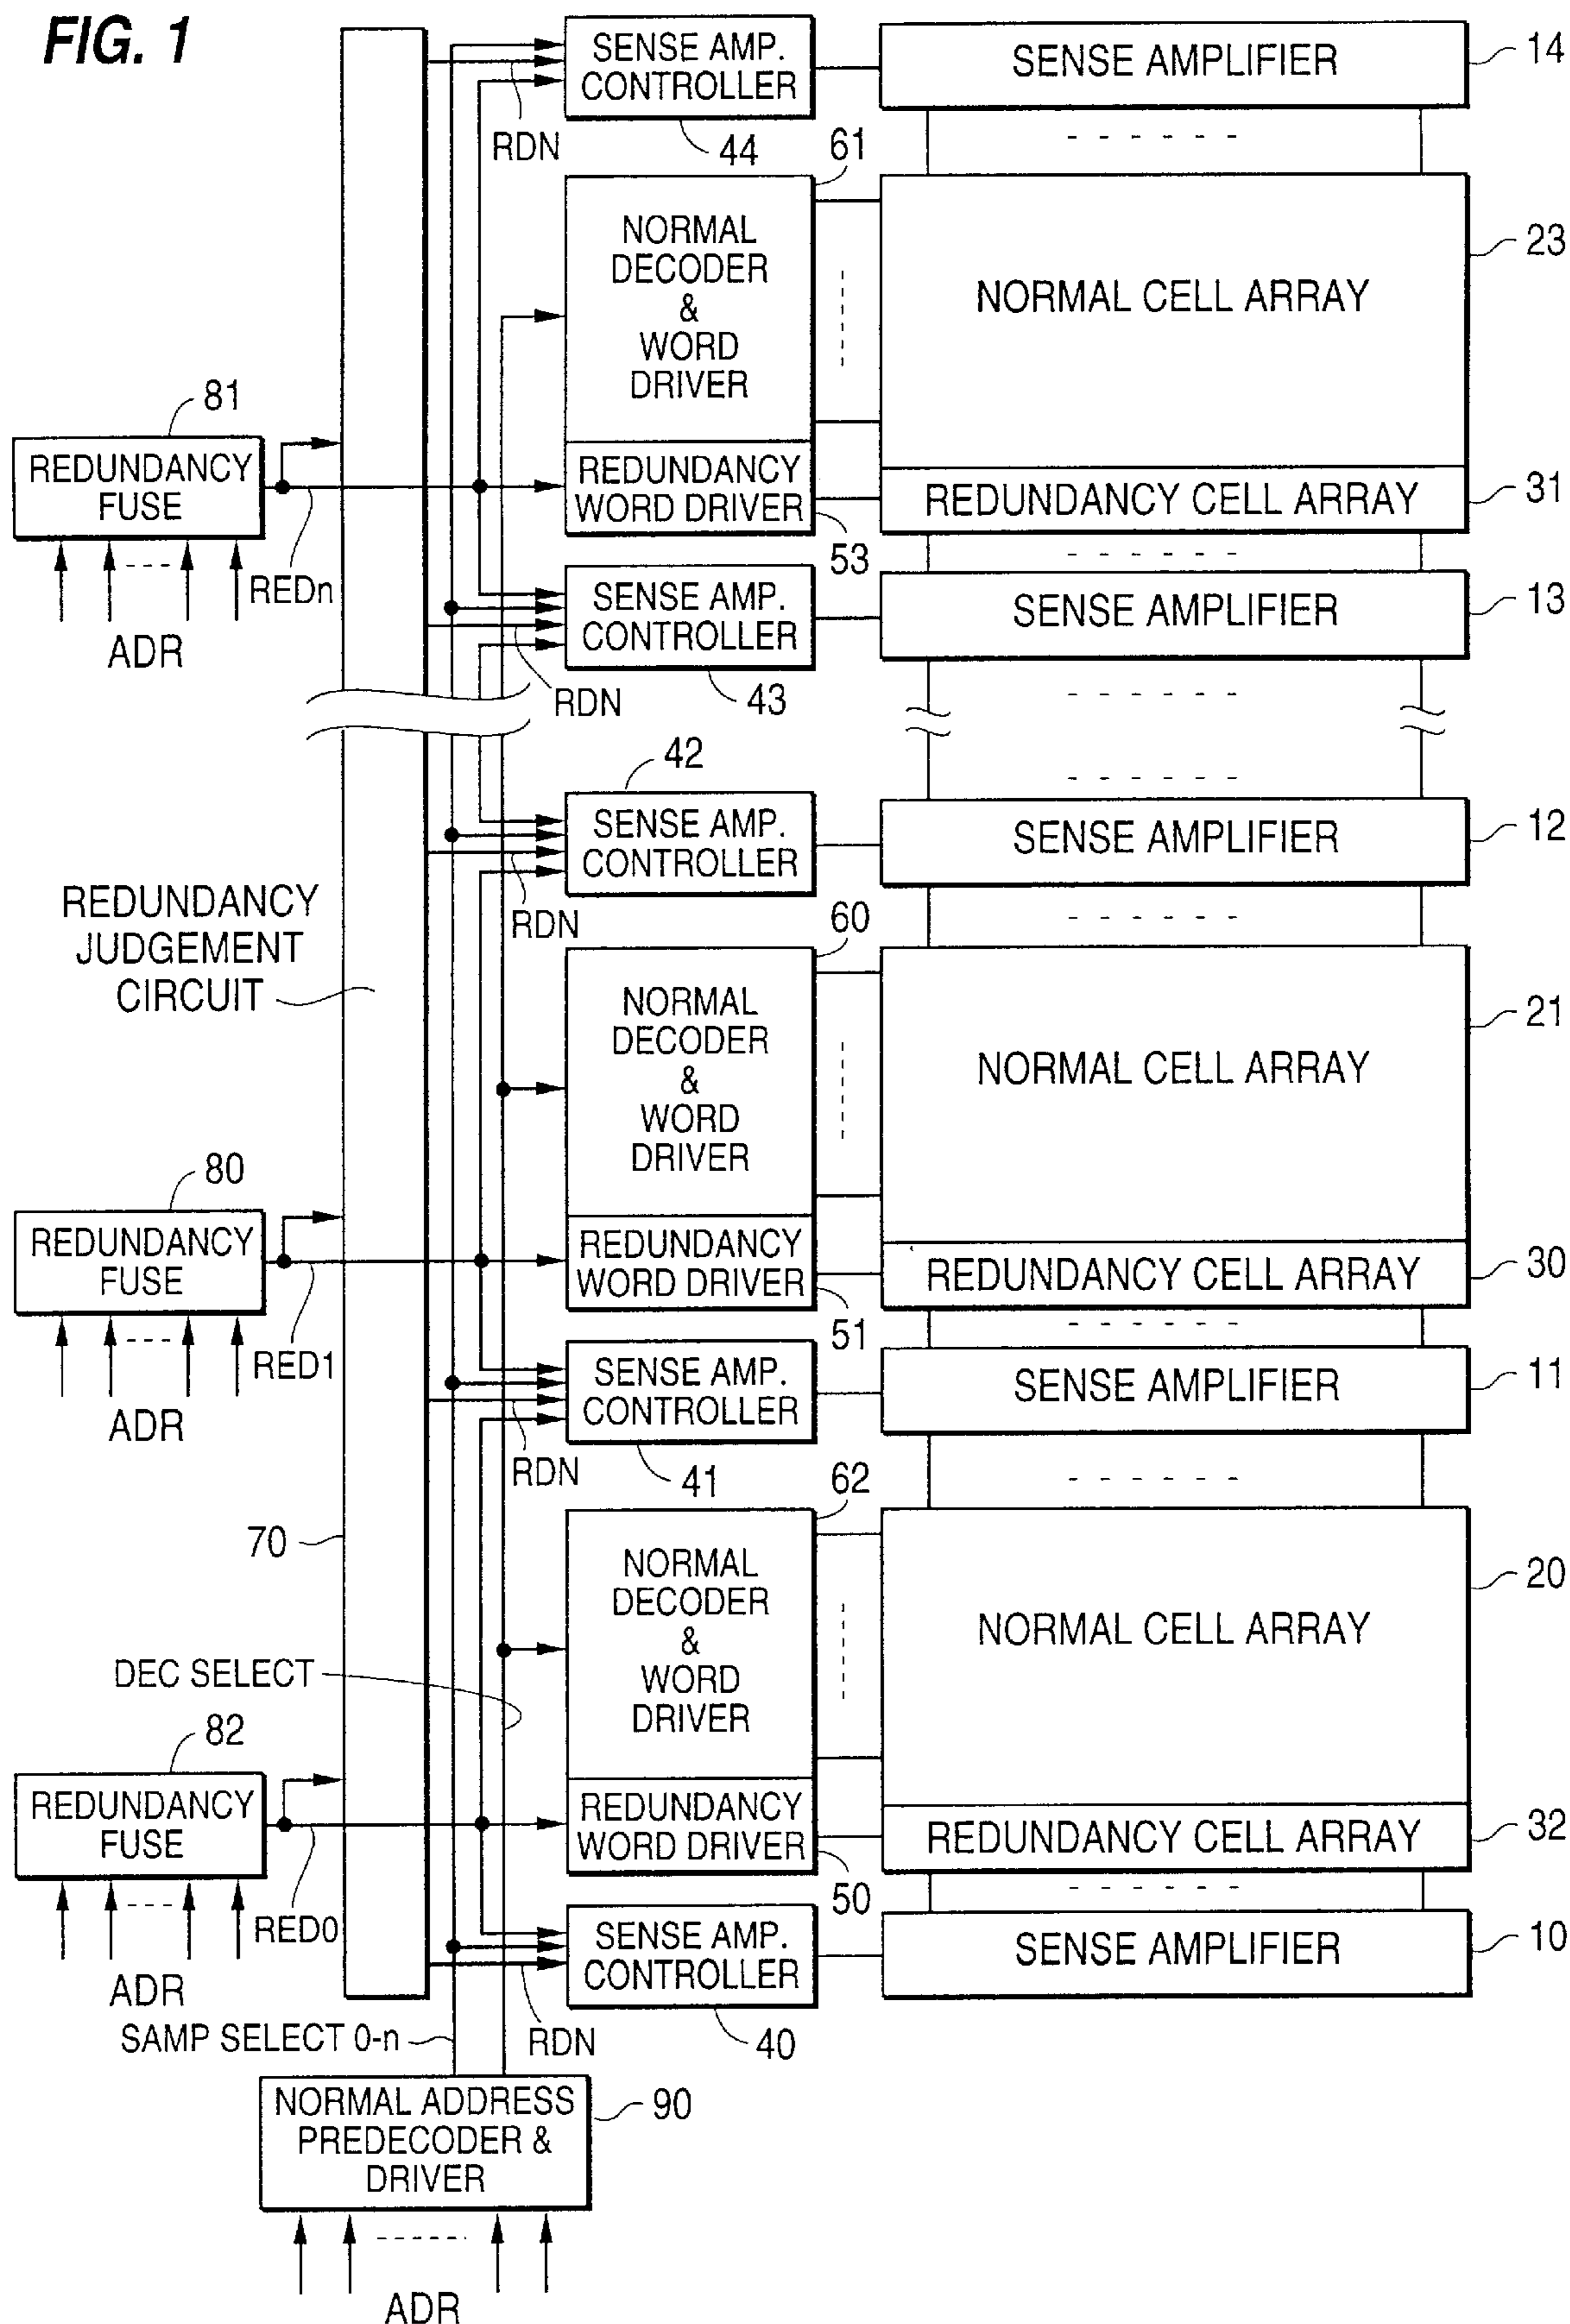 FIG. 1
SENSE AMP.
CONTROLLER
SENSE AMPLIFIER
14
RDN
44
61
NORMAL
DECODER
&
WORD
DRIVER
NORMAL CELL ARRAY
23
81
REDUNDANCY
FUSE
REDUNDANCY
WORD DRIVER
REDUNDANCY CELL ARRAY
31
REDn
ADR
53
SENSE AMP.
CONTROLLER
SENSE AMPLIFIER
13
RDN
43
42
SENSE AMP.
CONTROLLER
SENSE AMPLIFIER
12
REDUNDANCY
JUDGEMENT
CIRCUIT
RDN
60
NORMAL
DECODER
&
WORD
DRIVER
NORMAL CELL ARRAY
21
80
REDUNDANCY
FUSE
REDUNDANCY
WORD DRIVER
REDUNDANCY CELL ARRAY
30
RED1
ADR
51
SENSE AMP.
CONTROLLER
SENSE AMPLIFIER
11
RDN
41
62
70
NORMAL
DECODER
&
WORD
DRIVER
NORMAL CELL ARRAY
20
DEC SELECT
82
REDUNDANCY
FUSE
REDUNDANCY
WORD DRIVER
REDUNDANCY CELL ARRAY
32
RED0
ADR
50
SENSE AMP.
CONTROLLER
SENSE AMPLIFIER
10
SAMP SELECT 0-n
RDN
40
NORMAL ADDRESS
PREDECODER &
DRIVER
90
ADR